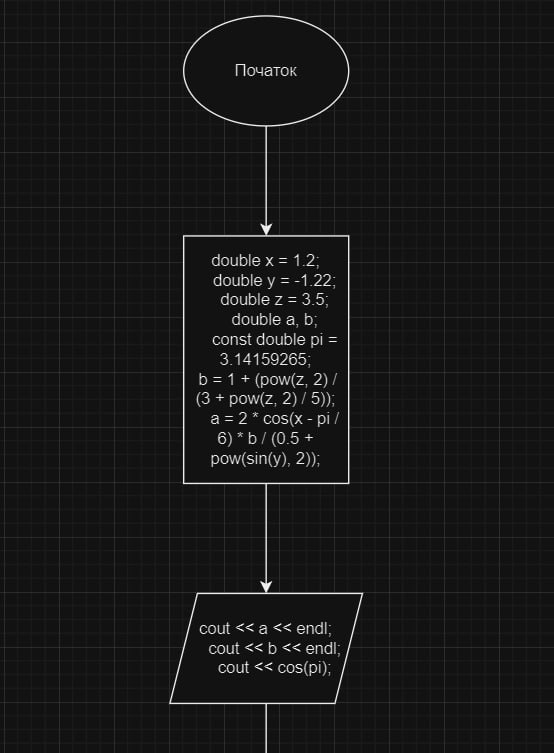 Початок
double x = 1.2;
double y = -1.22;
double z = 3.5;
double a, b;
const double pi =
3.14159265;
b = 1 + (pow(z, 2) /
(3 + pow(z, 2) / 5));
a = 2 * cos(x - pi /
6) * b / (0.5 +
pow(sin(y), 2));
cout << a << endl;
cout << b << endl;
cout << cos(pi);